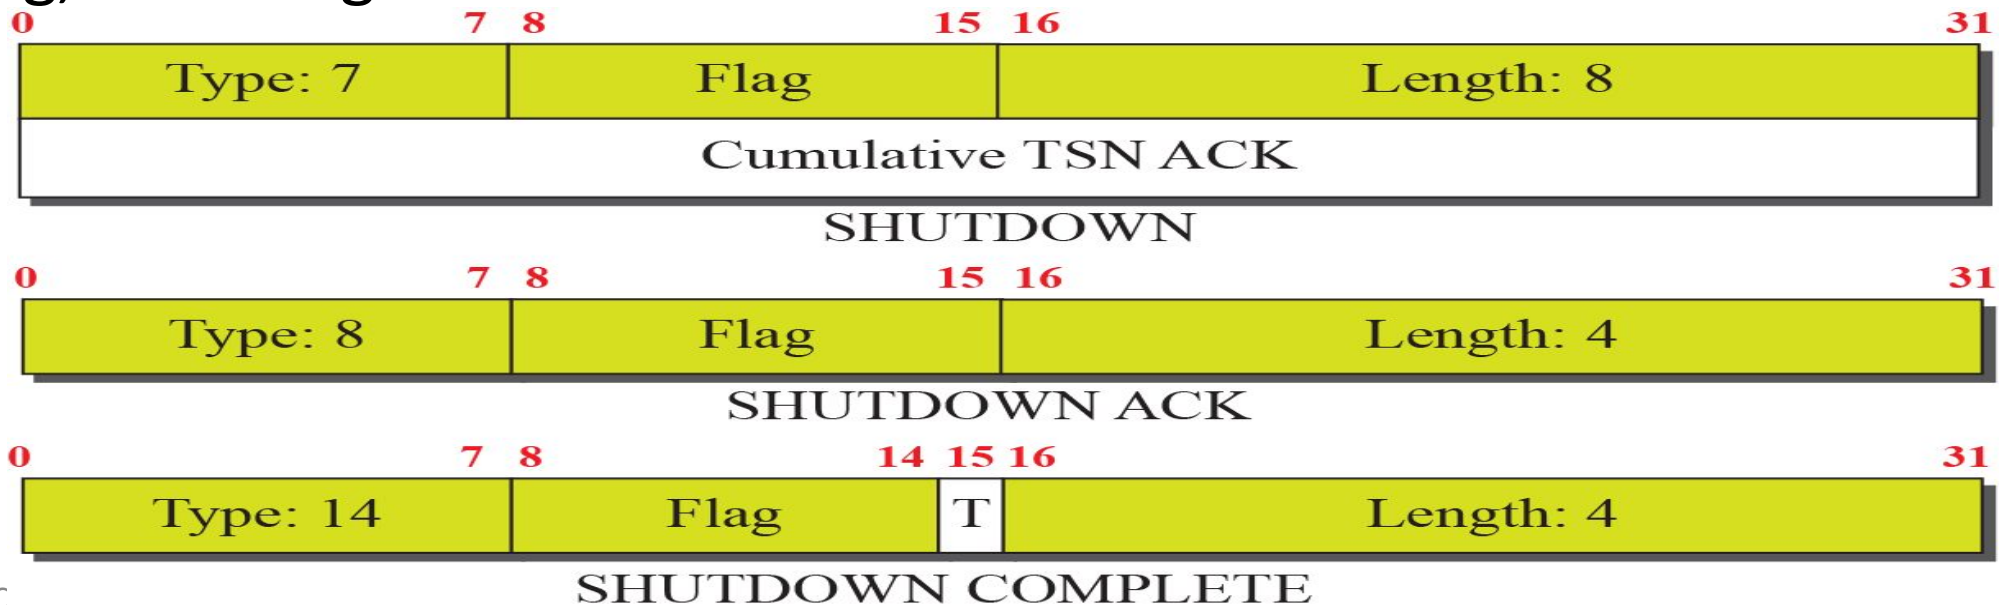 0 7 8 15 16 31
Type: 7 Flag Length: 8
Cumulative TSN ACK
SHUTDOWN
0 7 8 15 16 31
Type: 8 Flag Length: 4
SHUTDOWN ACK
0 7 8 14 15 16 31
Type: 14 Flag T Length: 4
SHUTDOWN COMPLETE